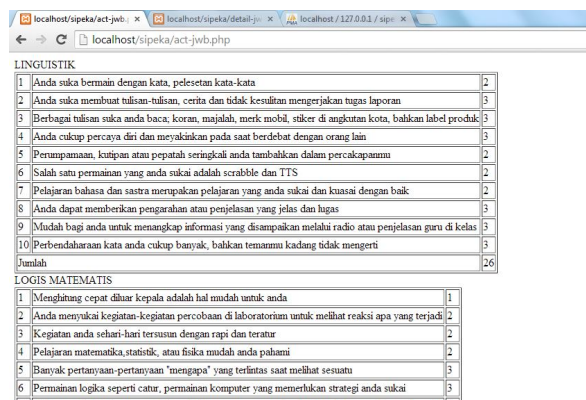 localhost/sipeka/act-jwb.p localhost/sipeka/detail-jw localhost / 127.0.0.1 / sipe
localhost/sipeka/act-jwb.php
LINGUISTIK
1 Anda suka bermain dengan kata, pelesetan kata-kata 2
2 Anda suka membuat tulisan-tulisan, cerita dan tidak kesulitan mengerjakan tugas laporan 3
3 Berbagai tulisan suka anda baca; koran, majalah, merk mobil, stiker di angkutan kota, bahkan label produk 3
4 Anda cukup percaya diri dan meyakinkan pada saat berdebat dengan orang lain 3
5 Perumpamaan, kutipan atau pepatah seringkali anda tambahkan dalam percakapanmu 2
6 Salah satu permainan yang anda sukai adalah scrabble dan TTS 2
7 Pelajaran bahasa dan sastra merupakan pelajaran yang anda sukai dan kuasai dengan baik 2
8 Anda dapat memberikan pengarahan atau penjelasan yang jelas dan lugas 3
9 Mudah bagi anda untuk menangkap informasi yang disampaikan melalui radio atau penjelasan guru di kelas 3
10 Perbendaharaan kata anda cukup banyak, bahkan temanmu kadang tidak mengerti 3
Jumlah 26
LOGIS MATEMATIS
1 Menghitung cepat diluar kepala adalah hal mudah untuk anda 1
2 Anda menyukai kegiatan-kegiatan percobaan di laboratorium untuk melihat reaksi apa yang terjadi 2
3 Kegiatan anda sehari-hari tersusun dengan rapi dan teratur 2
4 Pelajaran matematika,statistik, atau fisika mudah anda pahami 2
5 Banyak pertanyaan-pertanyaan "mengapa" yang terlintas saat melihat sesuatu 3
6 Permainan logika seperti catur, permainan komputer yang memerlukan strategi anda sukai 3